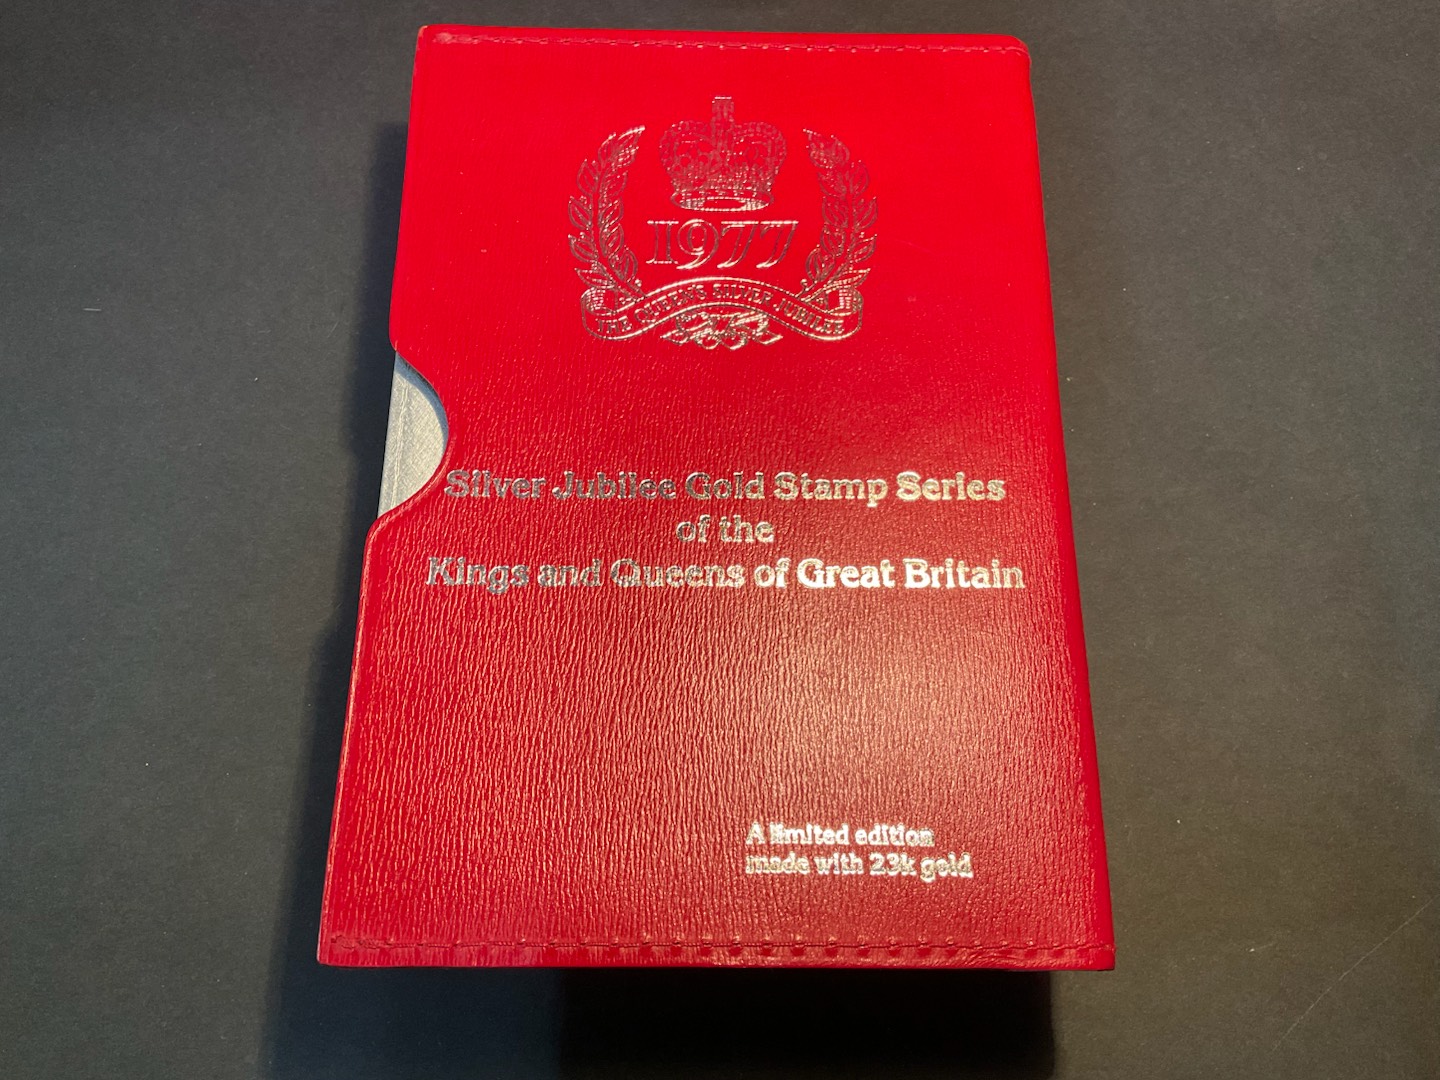 1977
THE QUEEN'S SILVER JUBILEE
Silver Jubilee Gold Stamp Series
of the
Kings and Queens of Great Britain
A limited edition
made with 23k gold